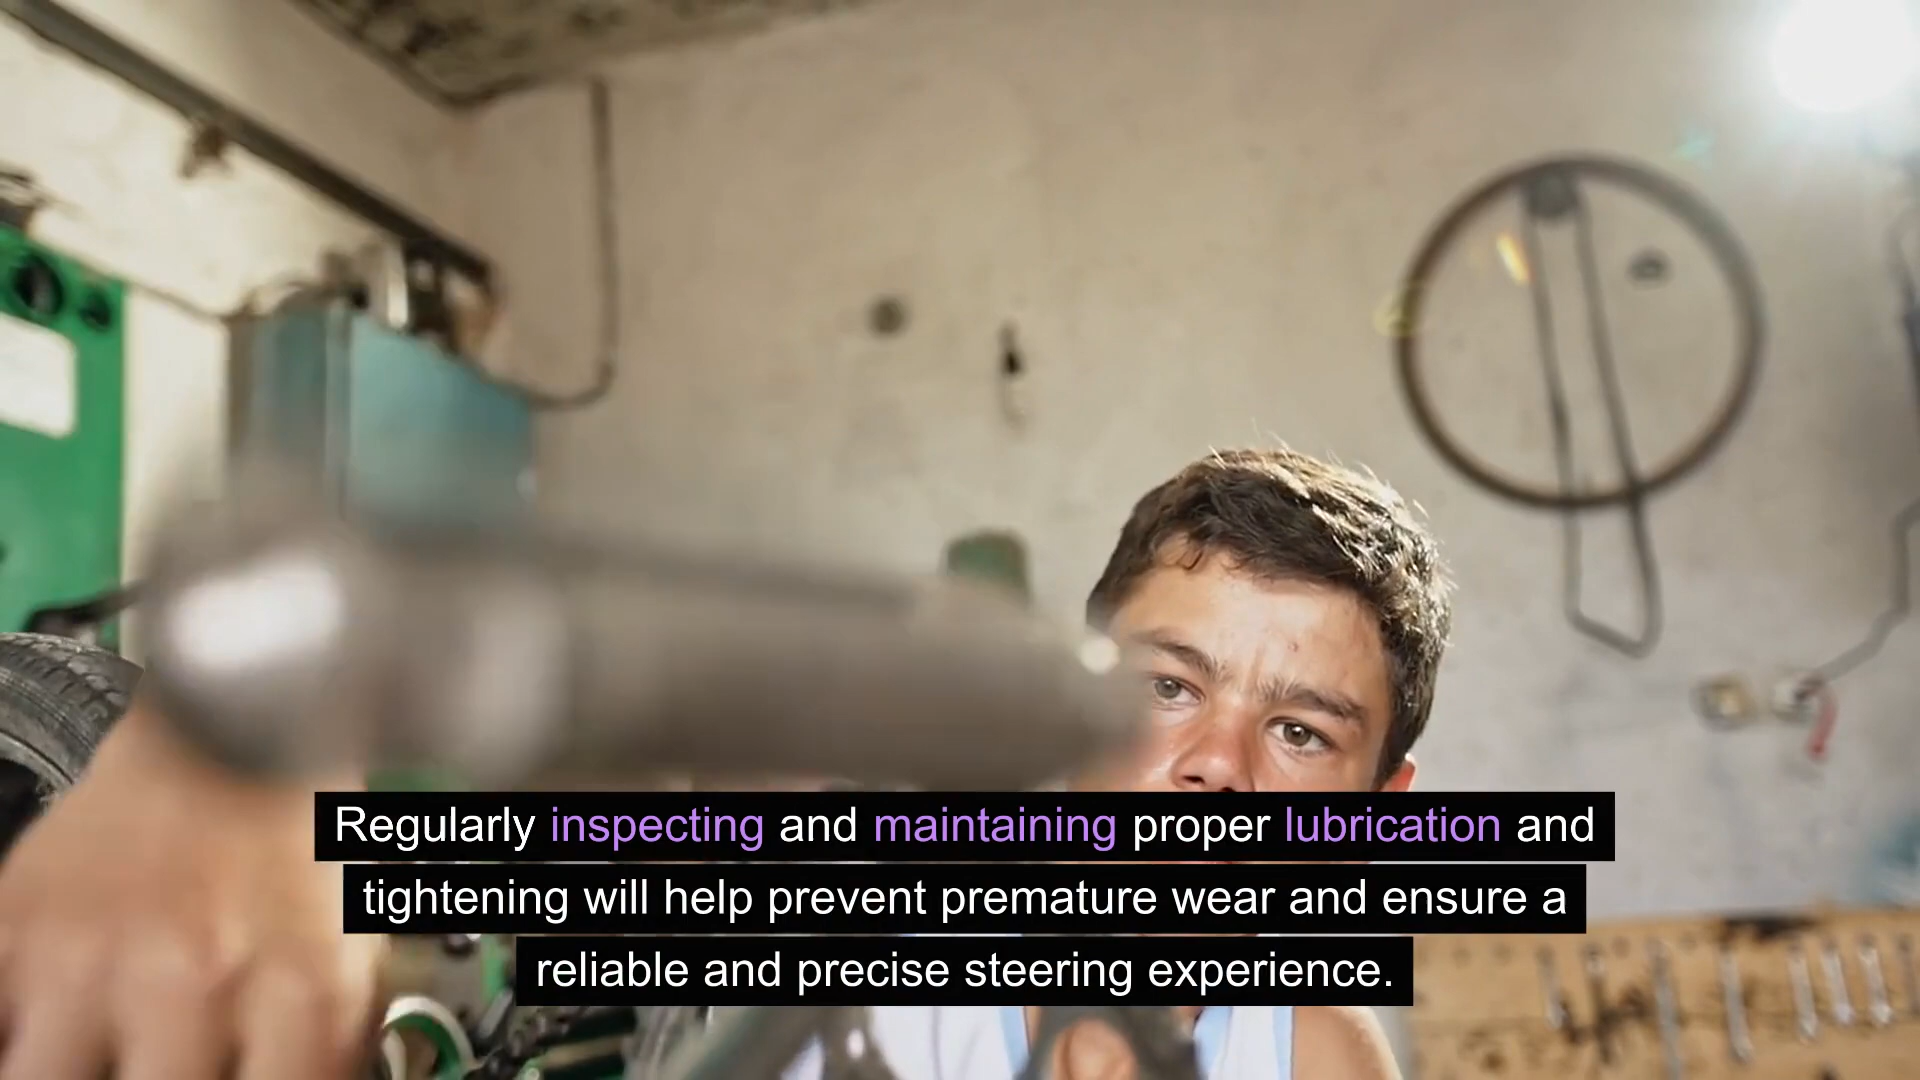 Regularly inspecting and maintaining proper lubrication and
tightening will help prevent premature wear and ensure a
reliable and precise steering experience.